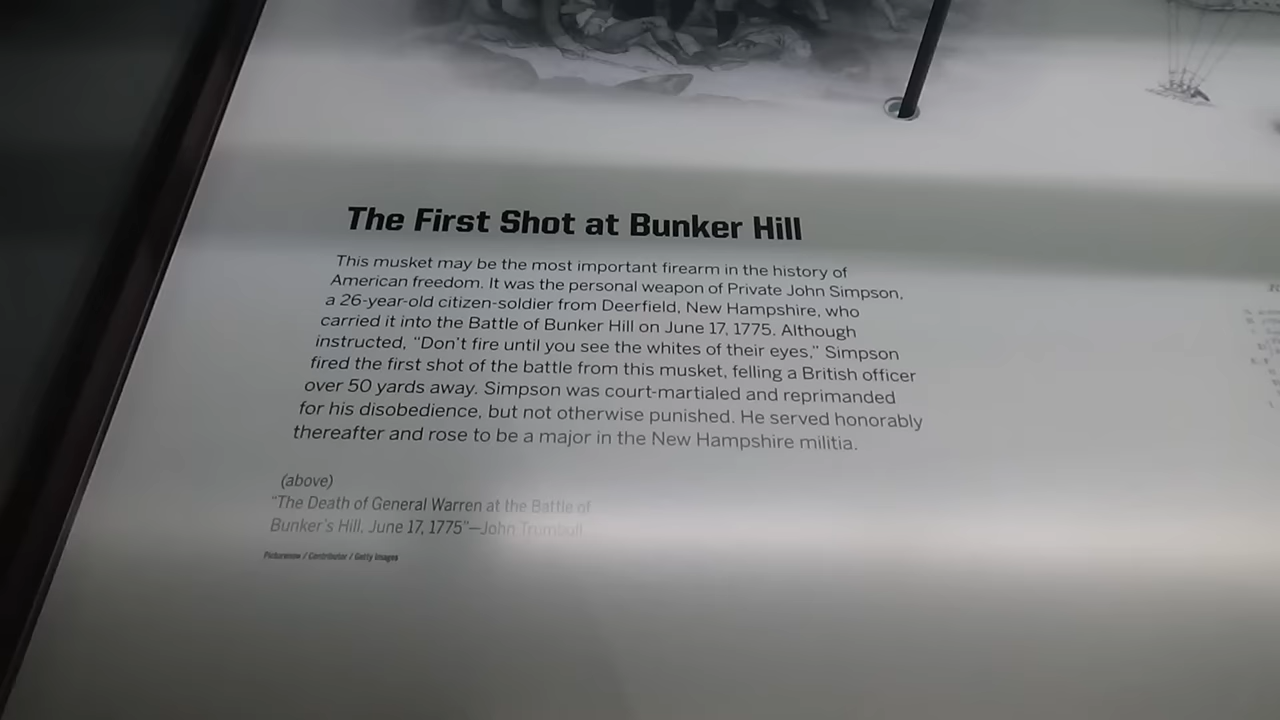 The First Shot at Bunker Hill
This musket may be the most important firearm in the history of
American freedom. It was the personal weapon of Private John Simpson,
a 26-year-old citizen-soldier from Deerfield, New Hampshire, who
carried it into the Battle of Bunker Hill on June 17, 1775. Although
instructed, “Don't fire until you see the whites of their eyes,” Simpson
fired the first shot of the battle from this musket, felling a British officer
over 50 yards away. Simpson was court-martialed and reprimanded
for his disobedience, but not otherwise punished. He served honorably
thereafter and rose to be a major in the New Hampshire militia.
(above)
“The Death of General Warren at the Battle of
Bunker's Hill, June 17, 1775”—John Trumbull
Picturenow / Contributor / Getty Images